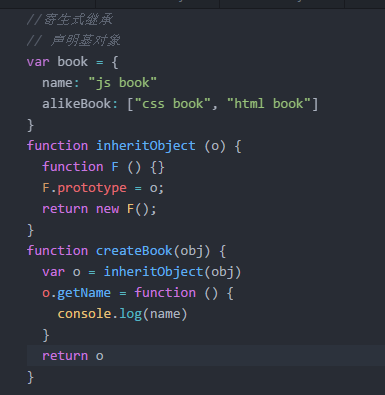 //寄生式继承
// 声明基对象
var book = {
  name: "js book"
  alikeBook: ["css book", "html book"]
}
function inheritObject (o) {
  function F () {}
  F.prototype = o;
  return new F();
}
function createBook(obj) {
  var o = inheritObject(obj)
  o.getName = function () {
    console.log(name)
  }
  return o
}